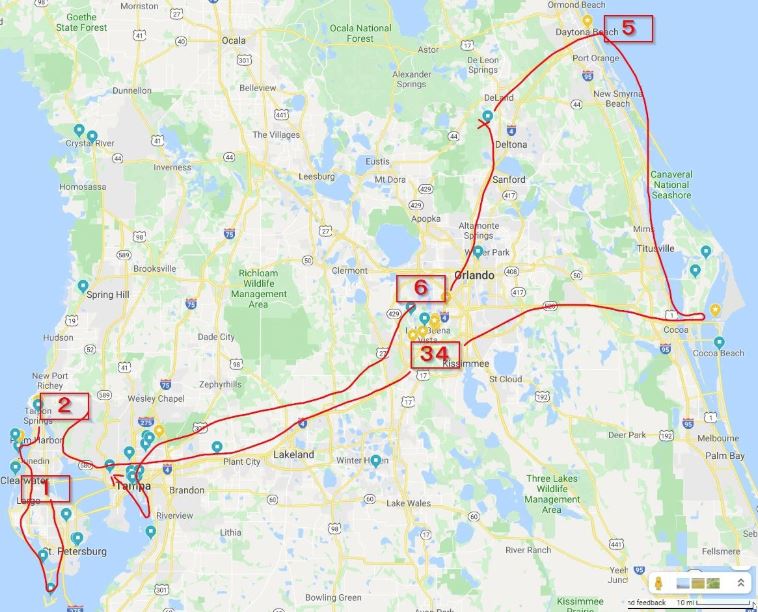 Ormond Beach
Goethe
State Forest
Morriston
Ocala National
Forest
Astor
Daytona Beach
5
Ocala
De Leon
Springs
Port Orange
Alexander
Springs
Dunnellon
Belleview
DeLand
New Smyrna
Beach
The Villages
Crystal River
Deltona
Inverness
Eustis
Leesburg
Mt Dora
Sanford
Canaveral
National
Seashore
Homosassa
Apopka
Altamonte
Springs
Mims
Titusville
Brooksville
Richloam
Wildlife
Management
Area
Clermont
Winter Park
Orlando
Spring Hill
6
Hudson
Dade City
Lake Buena
Vista
Cocoa
34
Kissimmee
Cocoa Beach
New Port
Richey
Zephyrhills
St Cloud
Wesley Chapel
2
Tarpon
Springs
Palm Harbor
Deer Park
Melbourne
Dunedin
Lakeland
Plant City
Winter Haven
Palm Bay
Clearwater
1
Largo
Tampa
Brandon
Three Lakes
Wildlife
Management
Area
Riverview
Lake Wales
Lithia
St. Petersburg
River Ranch
Fellsmere
Yeeh
Junc
Bowling Green
Kissimmee
Prairie
nd feedback
10 mi